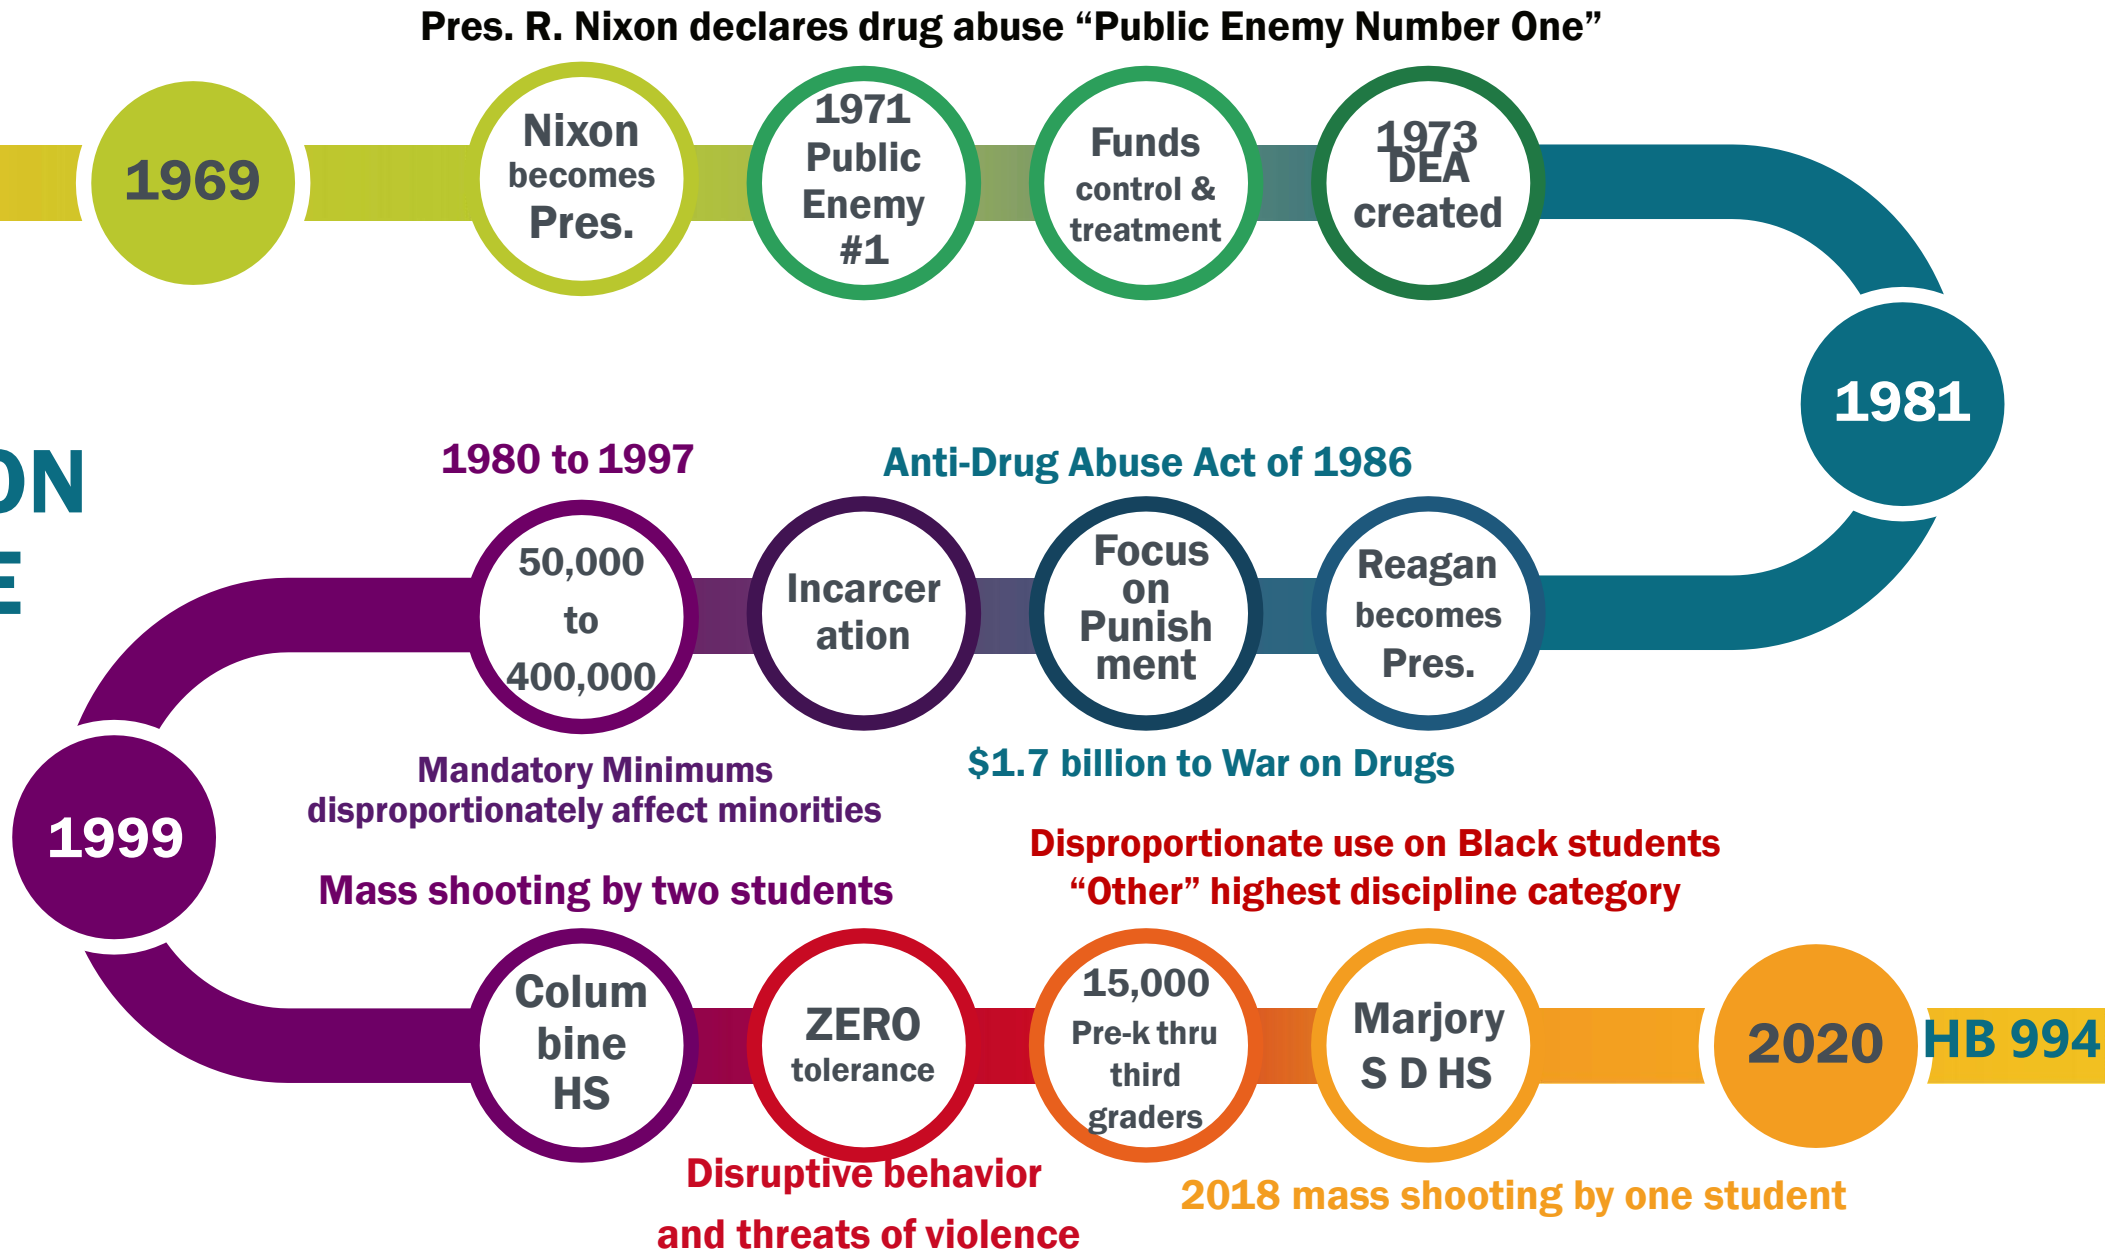 Pres. R. Nixon declares drug abuse “Public Enemy Number One”
1969
Nixon
becomes
Pres.
1971
Public
Enemy
#1
Funds
control &
treatment
1973
DEA
created
1981
ON
E
1980 to 1997
Anti-Drug Abuse Act of 1986
50,000
to
400,000
Incarcer
ation
Focus
on
Punish
ment
Reagan
becomes
Pres.
Mandatory Minimums
disproportionately affect minorities
$1.7 billion to War on Drugs
1999
Mass shooting by two students
Disproportionate use on Black students
“Other” highest discipline category
Colum
bine
HS
ZERO
tolerance
15,000
Pre-k thru
third
graders
Marjory
S D HS
2020
HB 994
Disruptive behavior
and threats of violence
2018 mass shooting by one student